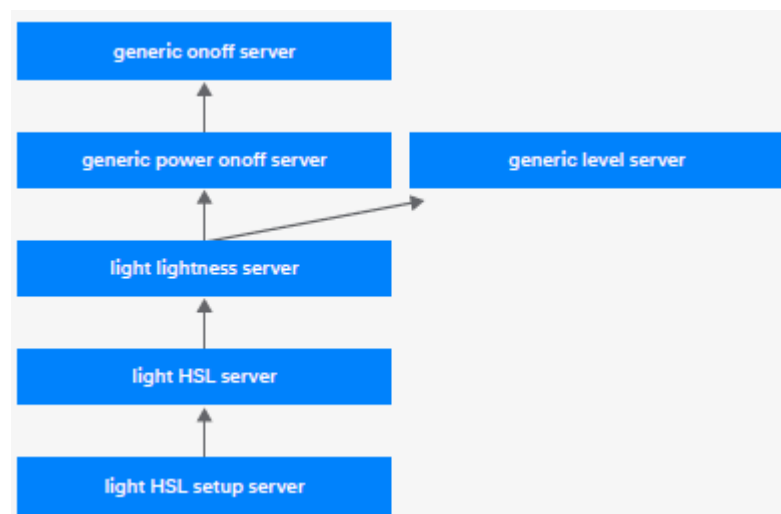 generic onoff server
generic power onoff server
generic level server
light lightness server
light HSL server
light HSL setup server